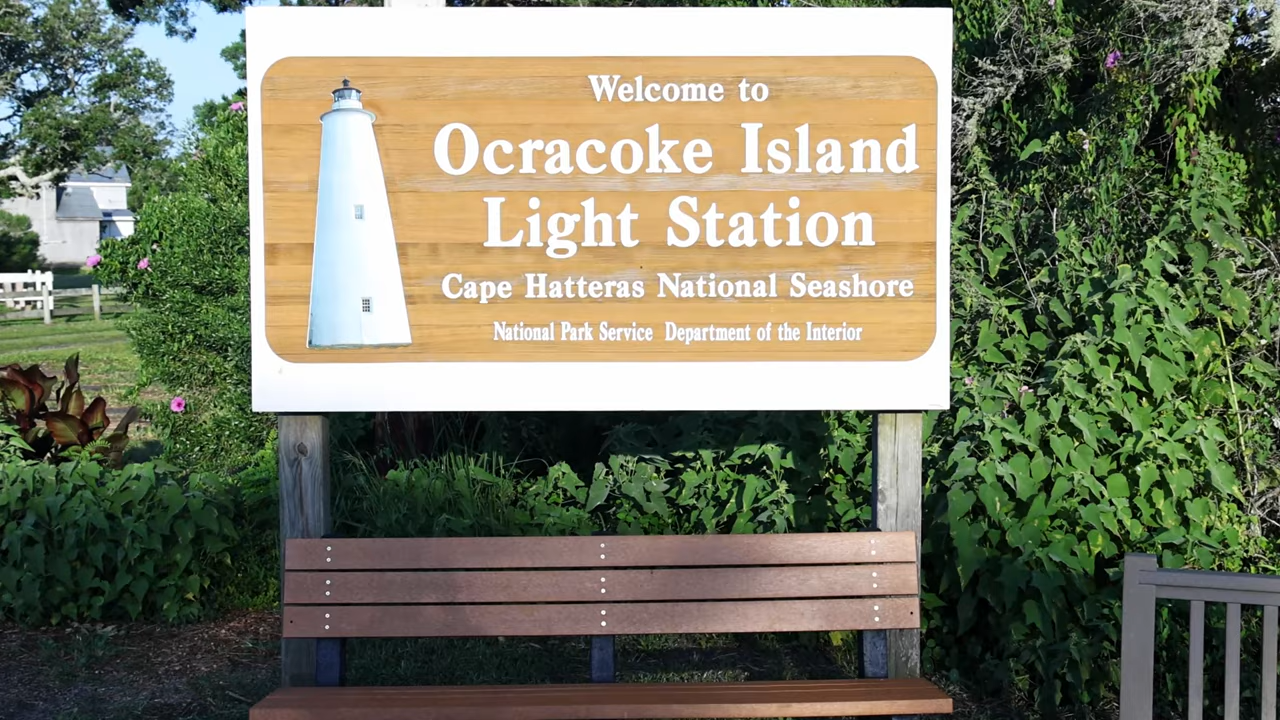 Welcome to
Ocracoke Island
Light Station
Cape Hatteras National Seashore
National Park Service Department of the Interior